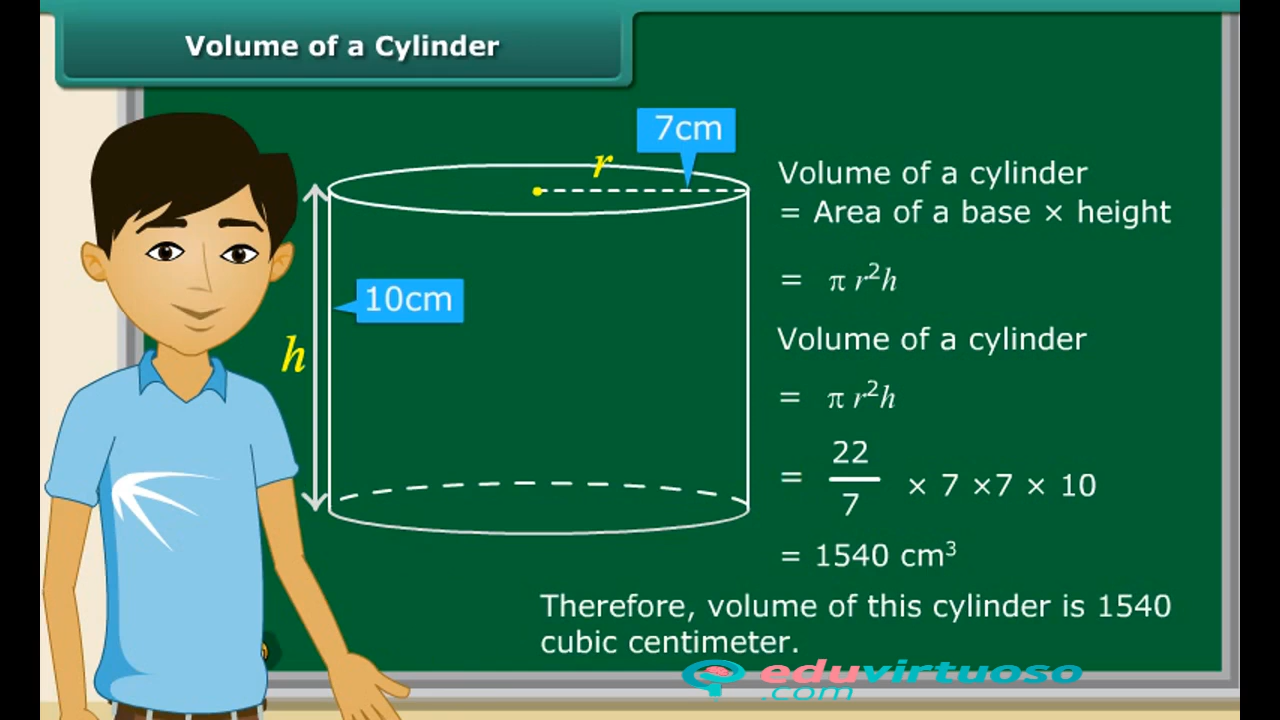 Volume of a Cylinder
7cm
r
10cm
h
Volume of a cylinder
= Area of a base × height
= π r²h
Volume of a cylinder
= π r²h
= 22/7 × 7 ×7 × 10
= 1540 cm³
Therefore, volume of this cylinder is 1540
cubic centimeter.
eduvirtuoso
.com